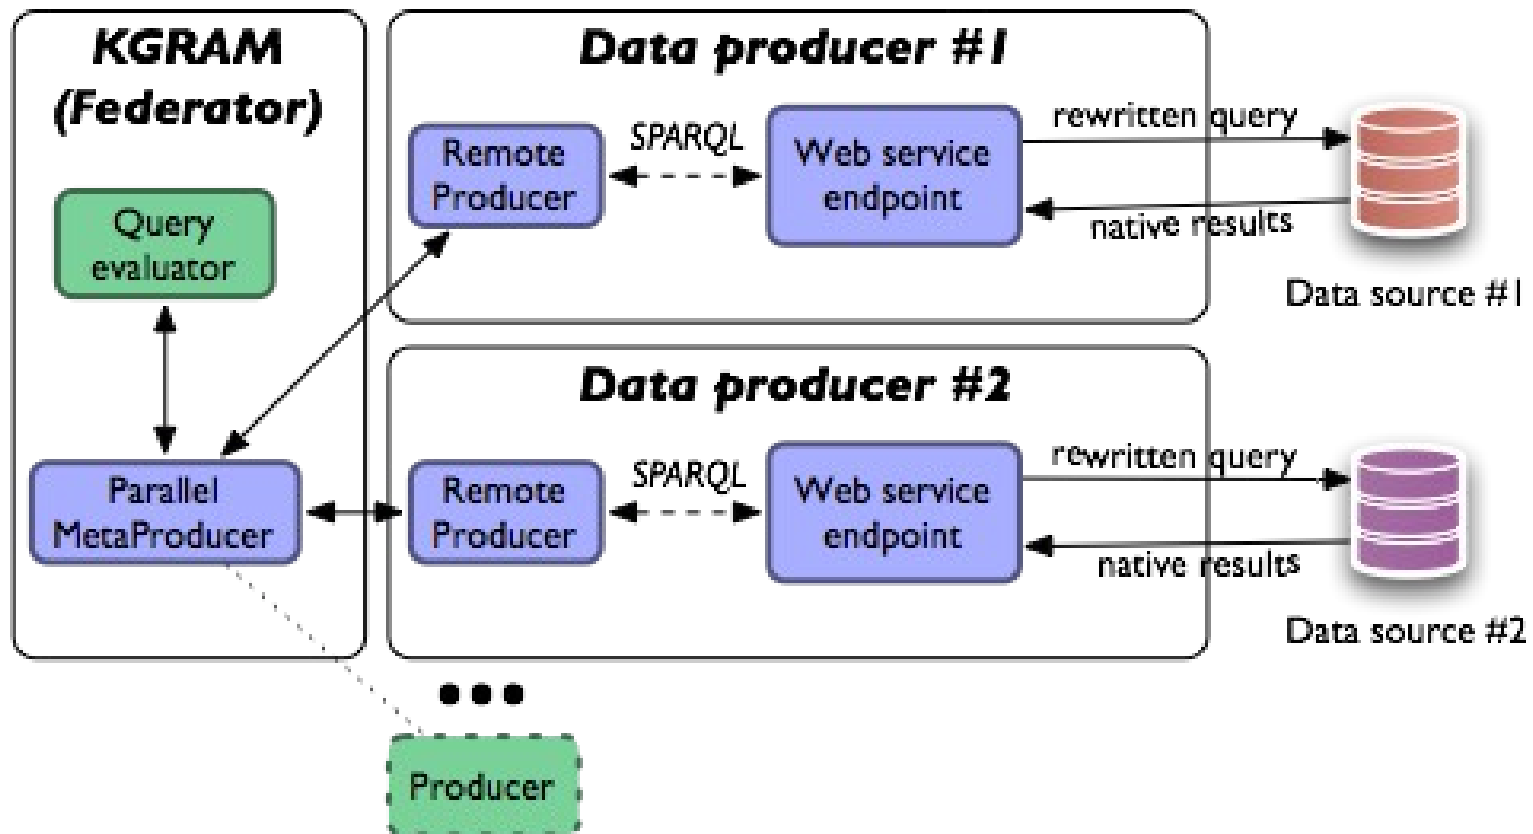 KGRAM
(Federator)
Query
evaluator
Parallel
MetaProducer
Data producer #1
Remote
Producer
SPARQL
Web service
endpoint
rewritten query
native results
Data source #1
Data producer #2
Remote
Producer
SPARQL
Web service
endpoint
rewritten query
native results
Data source #2
•••
Producer